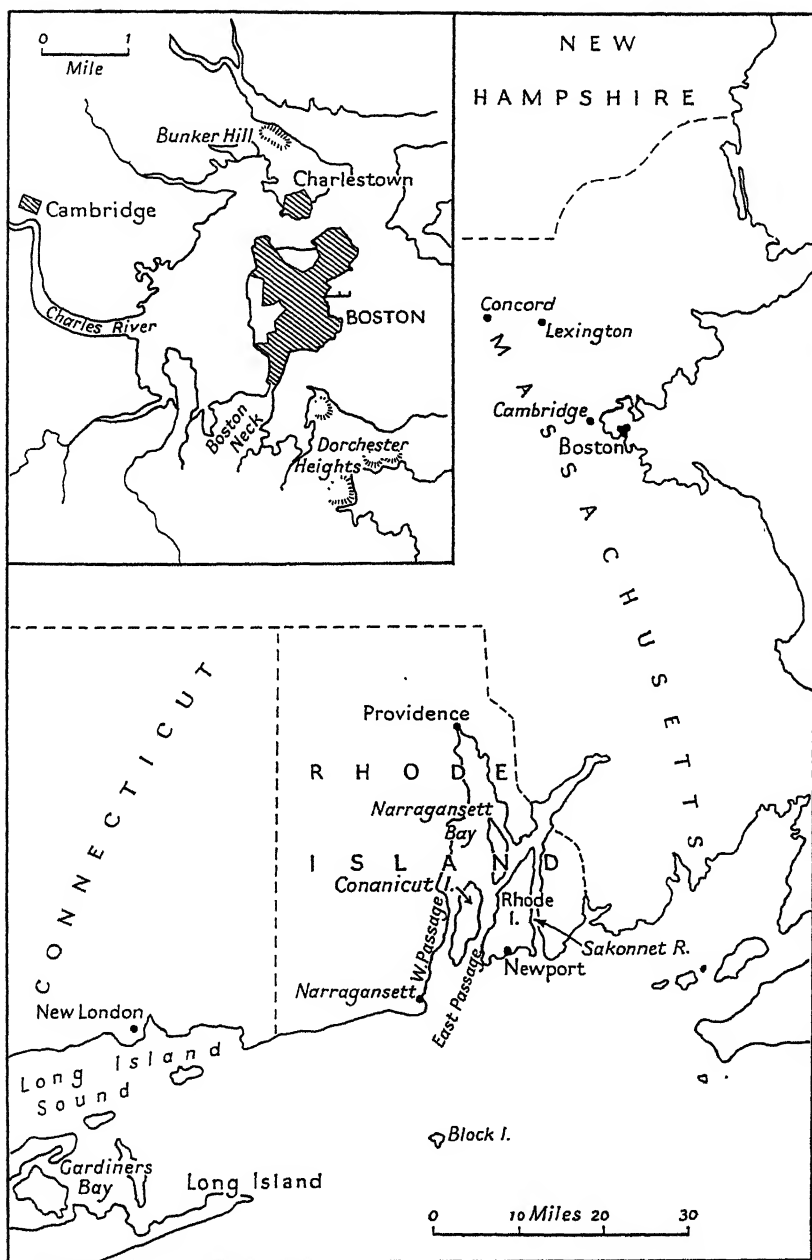 0 1
Mile
Bunker Hill
Charlestown
Cambridge
Charles River
BOSTON
Boston
Neck
Dorchester
Heights
NEW
HAMPSHIRE
Concord
Lexington
Cambridge
Boston
MASSACHUSETTS
CONNECTICUT
Providence
RHODE
Narragansett
Bay
ISLAND
Conanicut
I.
Rhode
I.
W. Passage
Sakonnet R.
Newport
Narragansett
East Passage
New London
Long Island
Sound
Block I.
Gardiners
Bay
Long Island
0 10 Miles 20 30